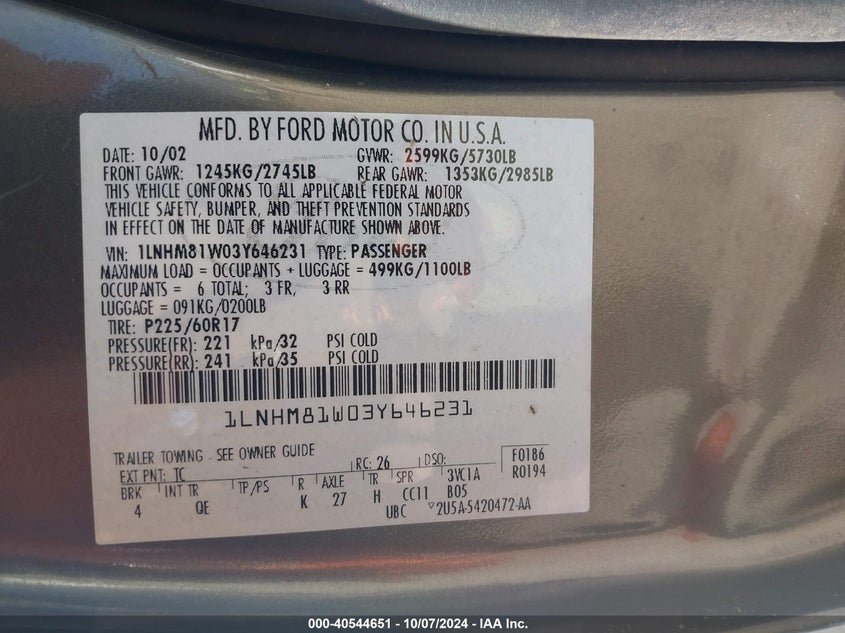 MFD. BY FORD MOTOR CO. IN U.S.A.
DATE: 10/02 GVWR: 2599KG/5730LB
FRONT GAWR: 1245KG/2745LB REAR GAWR: 1353KG/2985LB
THIS VEHICLE CONFORMS TO ALL APPLICABLE FEDERAL MOTOR
VEHICLE SAFETY, BUMPER, AND THEFT PREVENTION STANDARDS
IN EFFECT ON THE DATE OF MANUFACTURE SHOWN ABOVE.
VIN: 1LNHM81W03Y646231 TYPE: PASSENGER
MAXIMUM LOAD = OCCUPANTS + LUGGAGE = 499KG/1100LB
OCCUPANTS = 6 TOTAL; 3 FR, 3 RR
LUGGAGE = 091KG/0200LB
TIRE: P225/60R17
PRESSURE(FR) : 221 kPa/32 PSI COLD
PRESSURE(RR) : 241 kPa/35 PSI COLD
1LNHM81W03Y646231
TRAILER TOWING - SEE OWNER GUIDE
EXT PNT: TC RC: 26 DSO: F0186
BRK INT TR TP/PS R AXLE TR SPR 3VC1A R0194
4 QE K 27 H CC11 B05
UBC 2U5A-5420472-AA
000-40544651 - 10/07/2024 - IAA Inc.